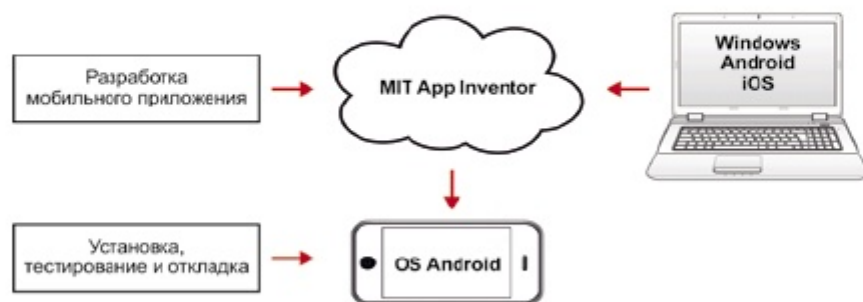 Разработка
мобильного приложения
MIT App Inventor
Windows
Android
iOS
Установка,
тестирование и откладка
OS Android